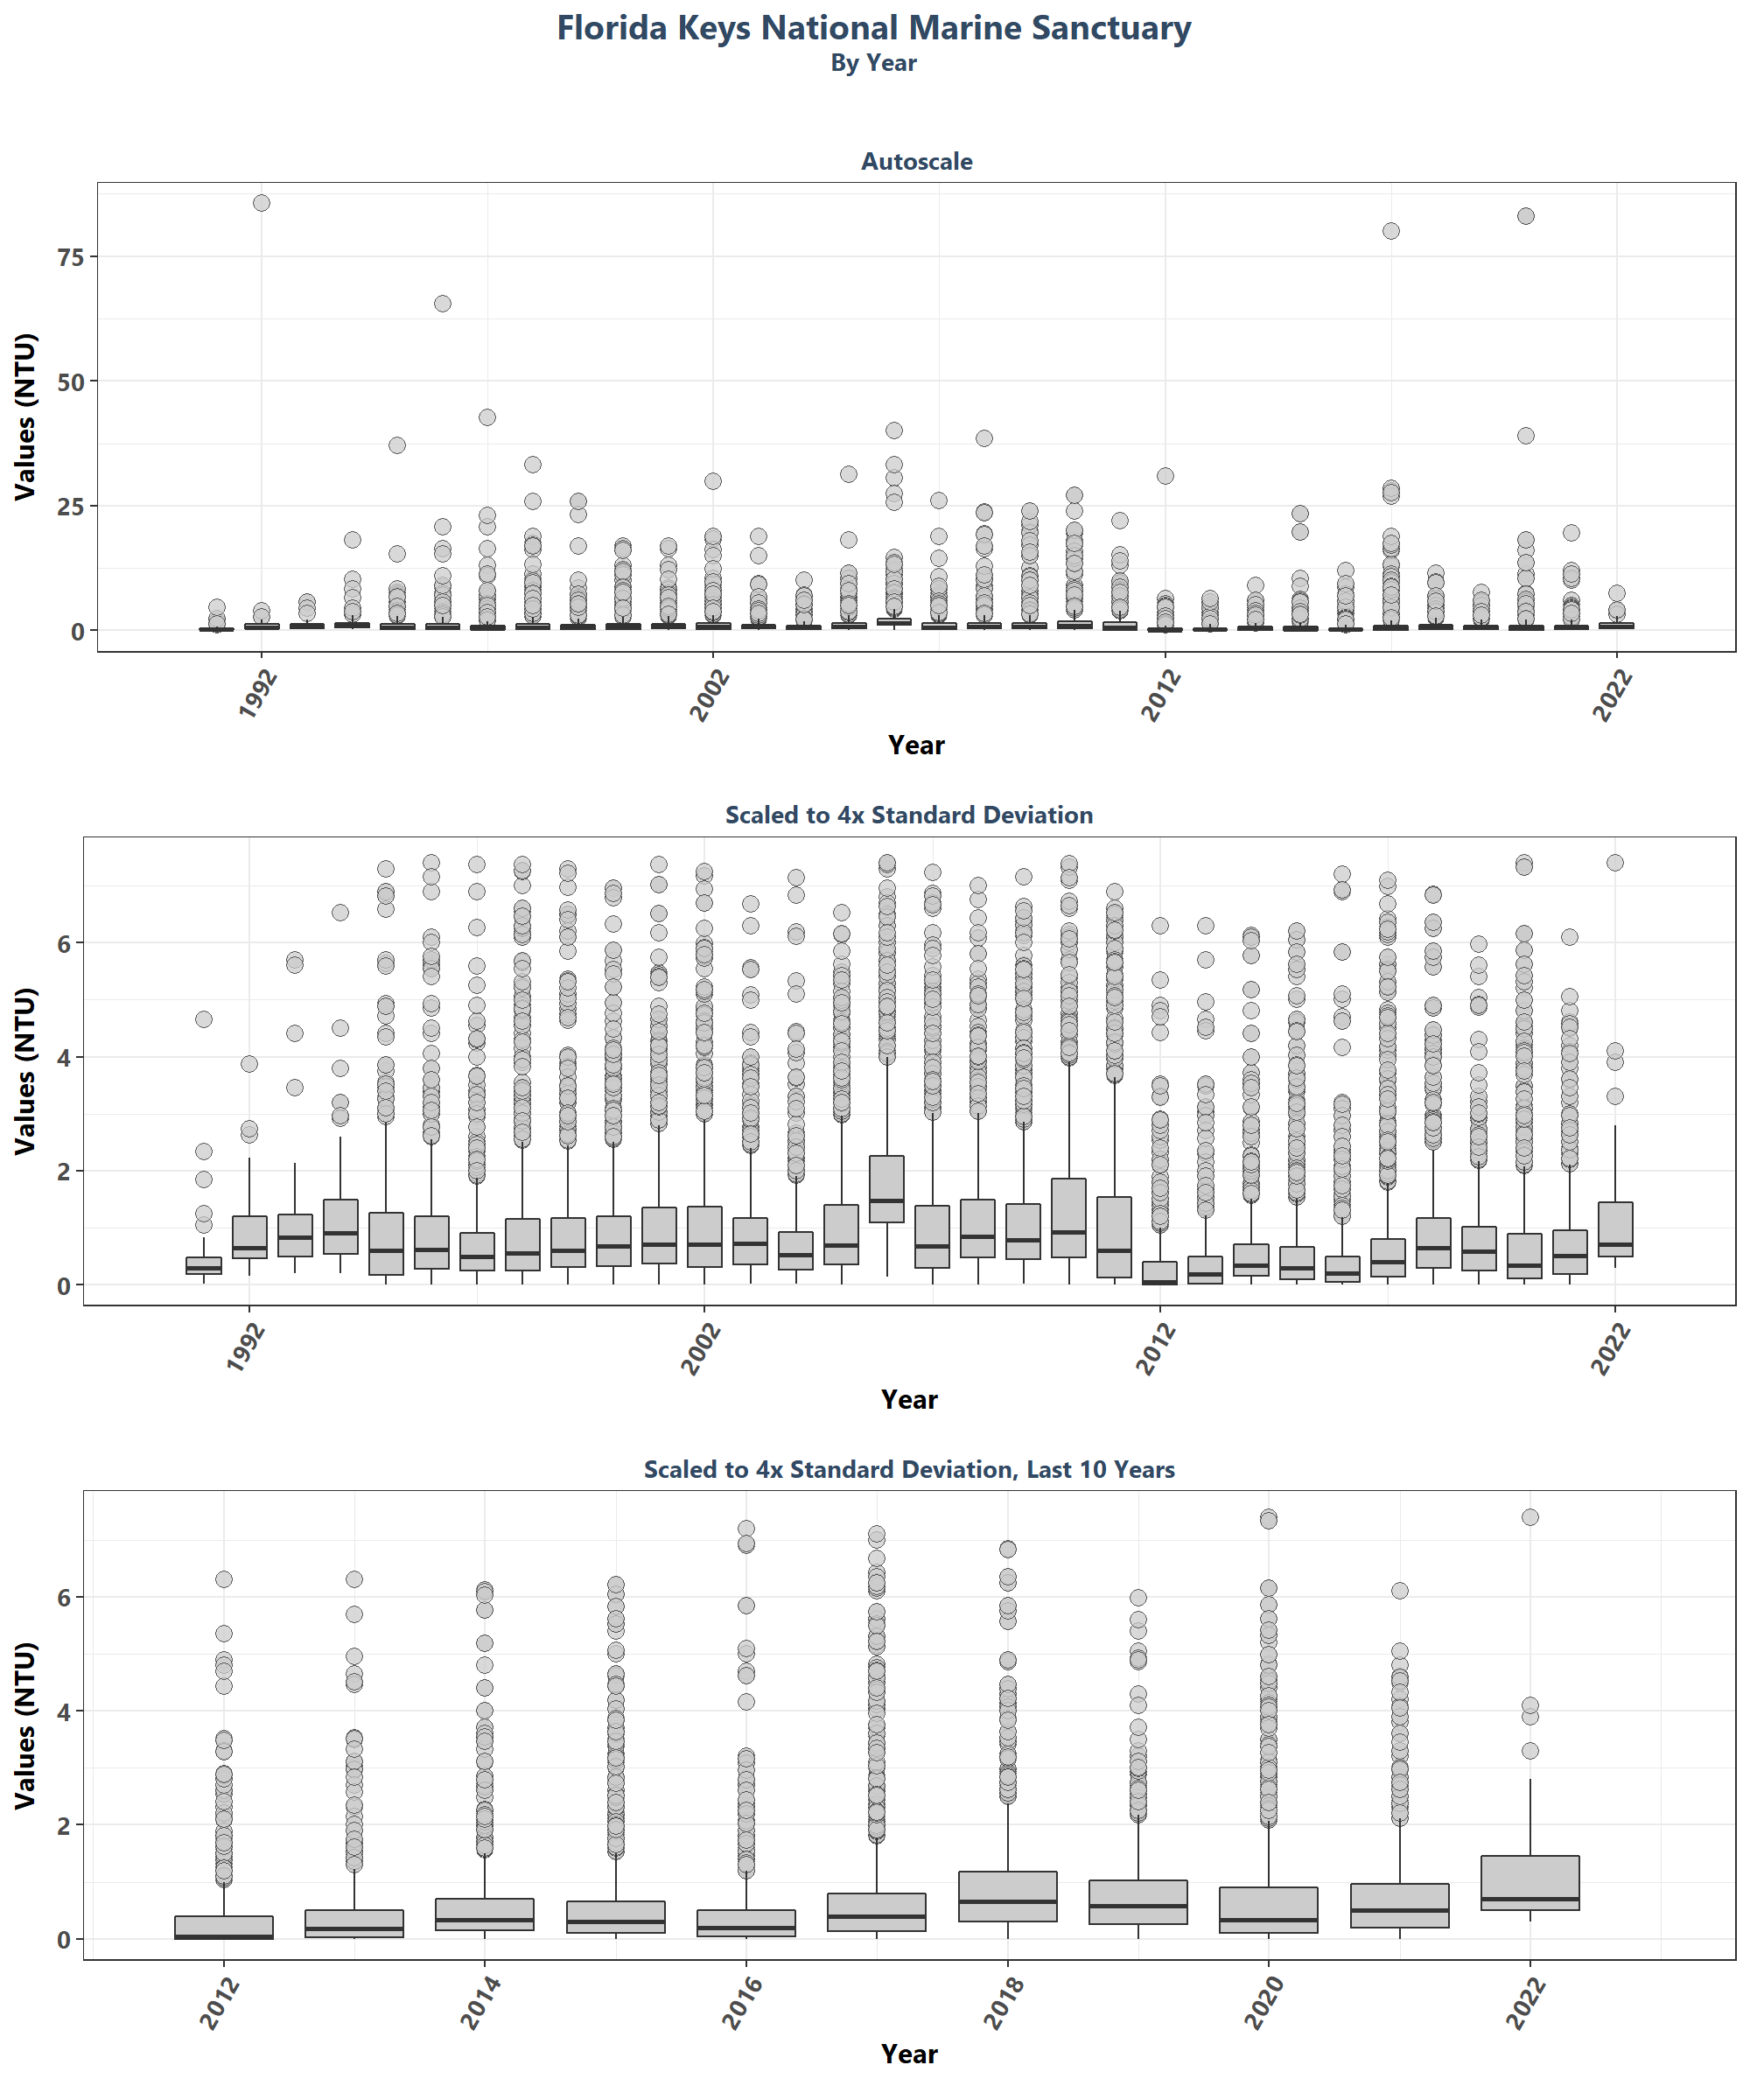 Florida Keys National Marine Sanctuary
By Year
Autoscale
Values (NTU)
75
50
25
0
1992
2002
2012
2022
Year
Scaled to 4x Standard Deviation
Values (NTU)
6
4
2
0
1992
2002
2012
2022
Year
Scaled to 4x Standard Deviation, Last 10 Years
Values (NTU)
6
4
2
0
2012
2014
2016
2018
2020
2022
Year